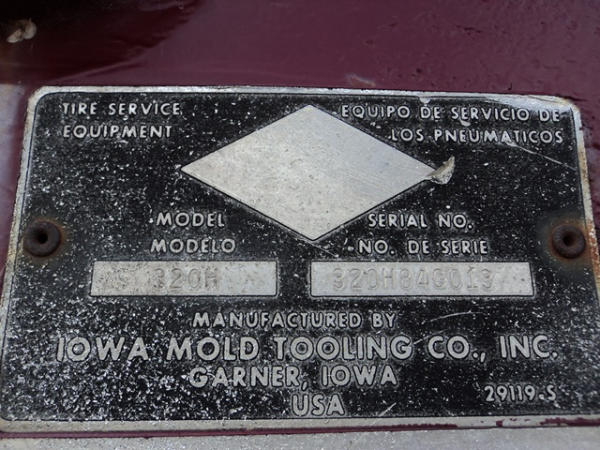 TIRE SERVICE
EQUIPMENT
EQUIPO DE SERVICIO DE
LOS PNEUMATICOS
MODEL
MODELO
SERIAL NO.
NO. DE SERIE
320H
MANUFACTURED BY
IOWA MOLD TOOLING CO., INC.
GARNER, IOWA
USA
29119-S